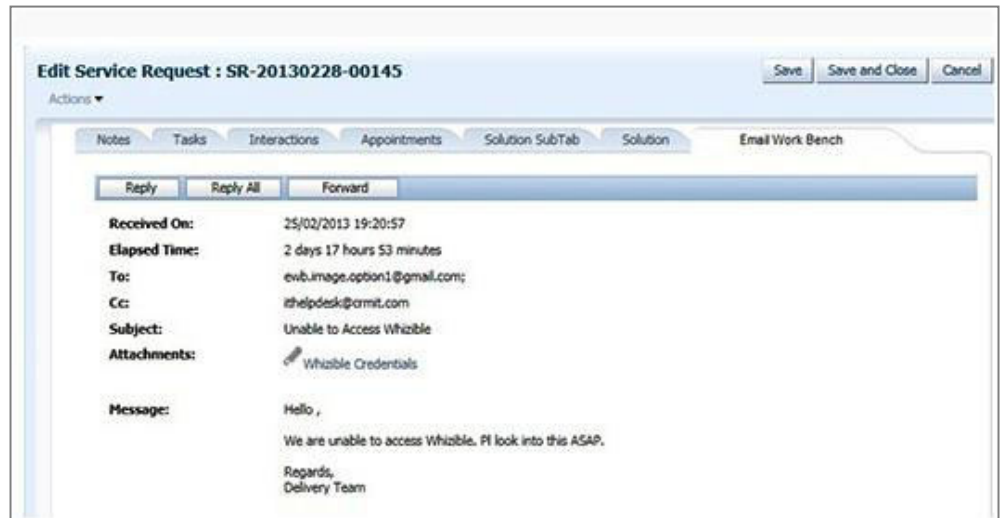 Edit Service Request : SR-20130228-00145
Save Save and Close Cancel
Actions
Notes Tasks Interactions Appointments Solution SubTab Solution Email Work Bench
Reply Reply All Forward
Received On: 25/02/2013 19:20:57
Elapsed Time: 2 days 17 hours 53 minutes
To: ewb.image.option1@gmail.com;
Cc: ithelpdesk@crmit.com
Subject: Unable to Access Whizible
Attachments: Whizible Credentials
Message: Hello ,
We are unable to access Whizible. Pl look into this ASAP.
Regards,
Delivery Team